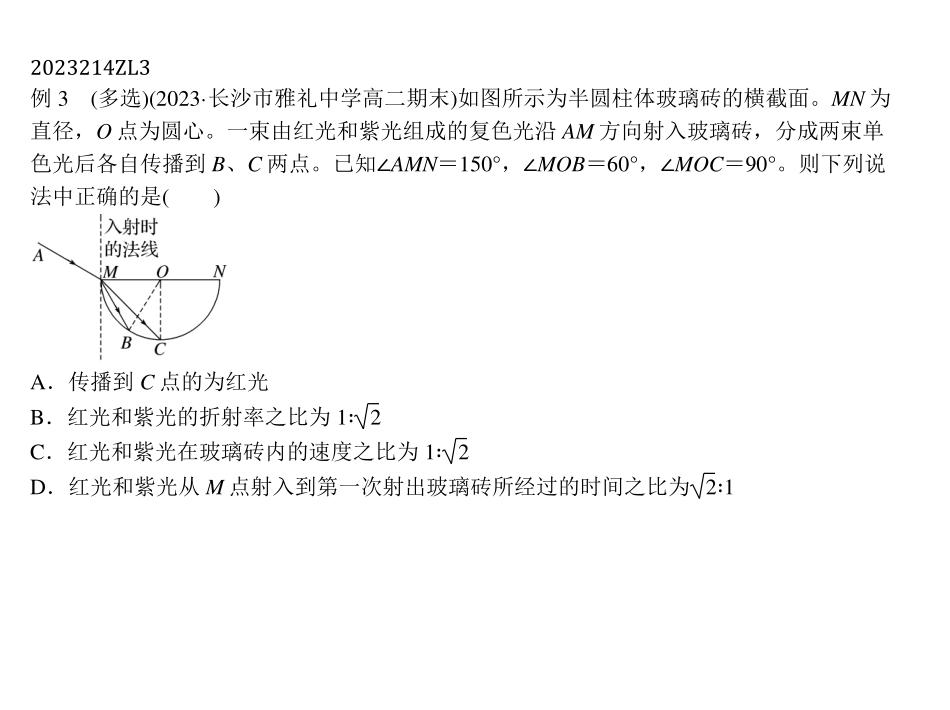 2023214ZL3
例 3　(多选)(2023·长沙市雅礼中学高二期末)如图所示为半圆柱体玻璃砖的横截面。MN 为
直径，O 点为圆心。一束由红光和紫光组成的复色光沿 AM 方向射入玻璃砖，分成两束单
色光后各自传播到 B、C 两点。已知∠AMN＝150°，∠MOB＝60°，∠MOC＝90°。则下列说
法中正确的是(　　)
入射时
的法线
A
M
O
N
B
C
A．传播到 C 点的为红光
B．红光和紫光的折射率之比为 1∶√2
C．红光和紫光在玻璃砖内的速度之比为 1∶√2
D．红光和紫光从 M 点射入到第一次射出玻璃砖所经过的时间之比为√2∶1